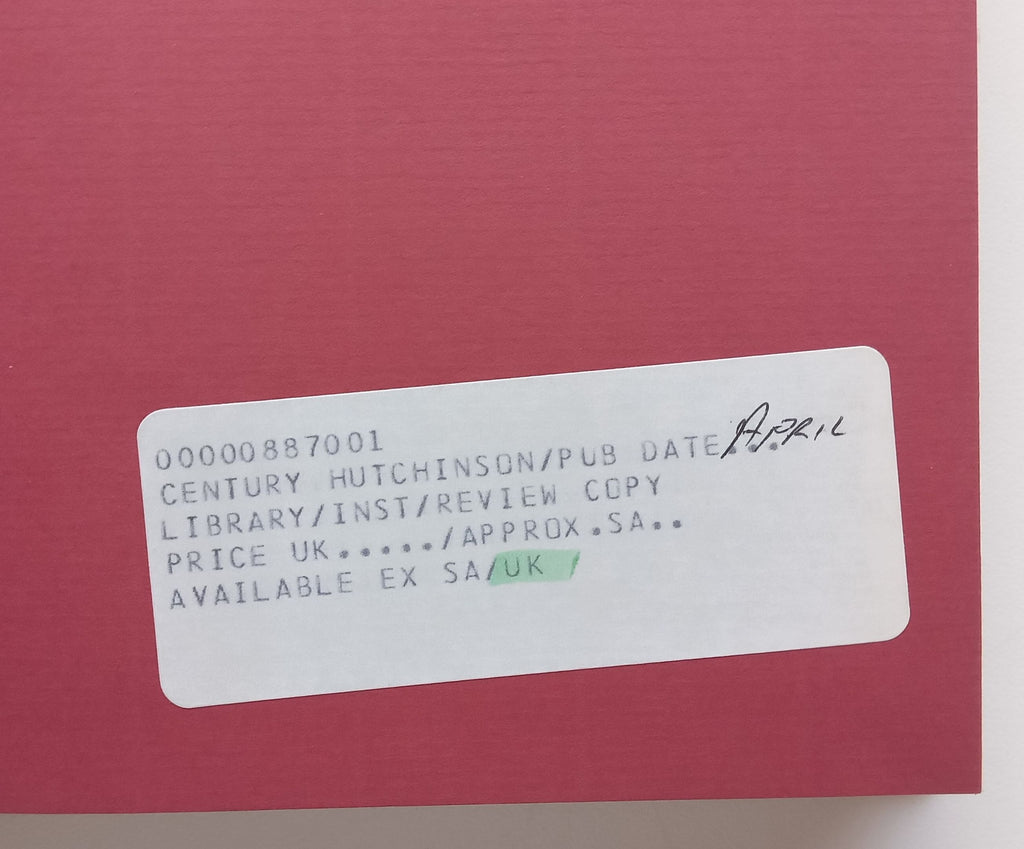 00000887001
CENTURY HUTCHINSON/PUB DATE... APRIL
LIBRARY/INST/REVIEW COPY
PRICE UK...../APPROX.SA..
AVAILABLE EX SA/UK